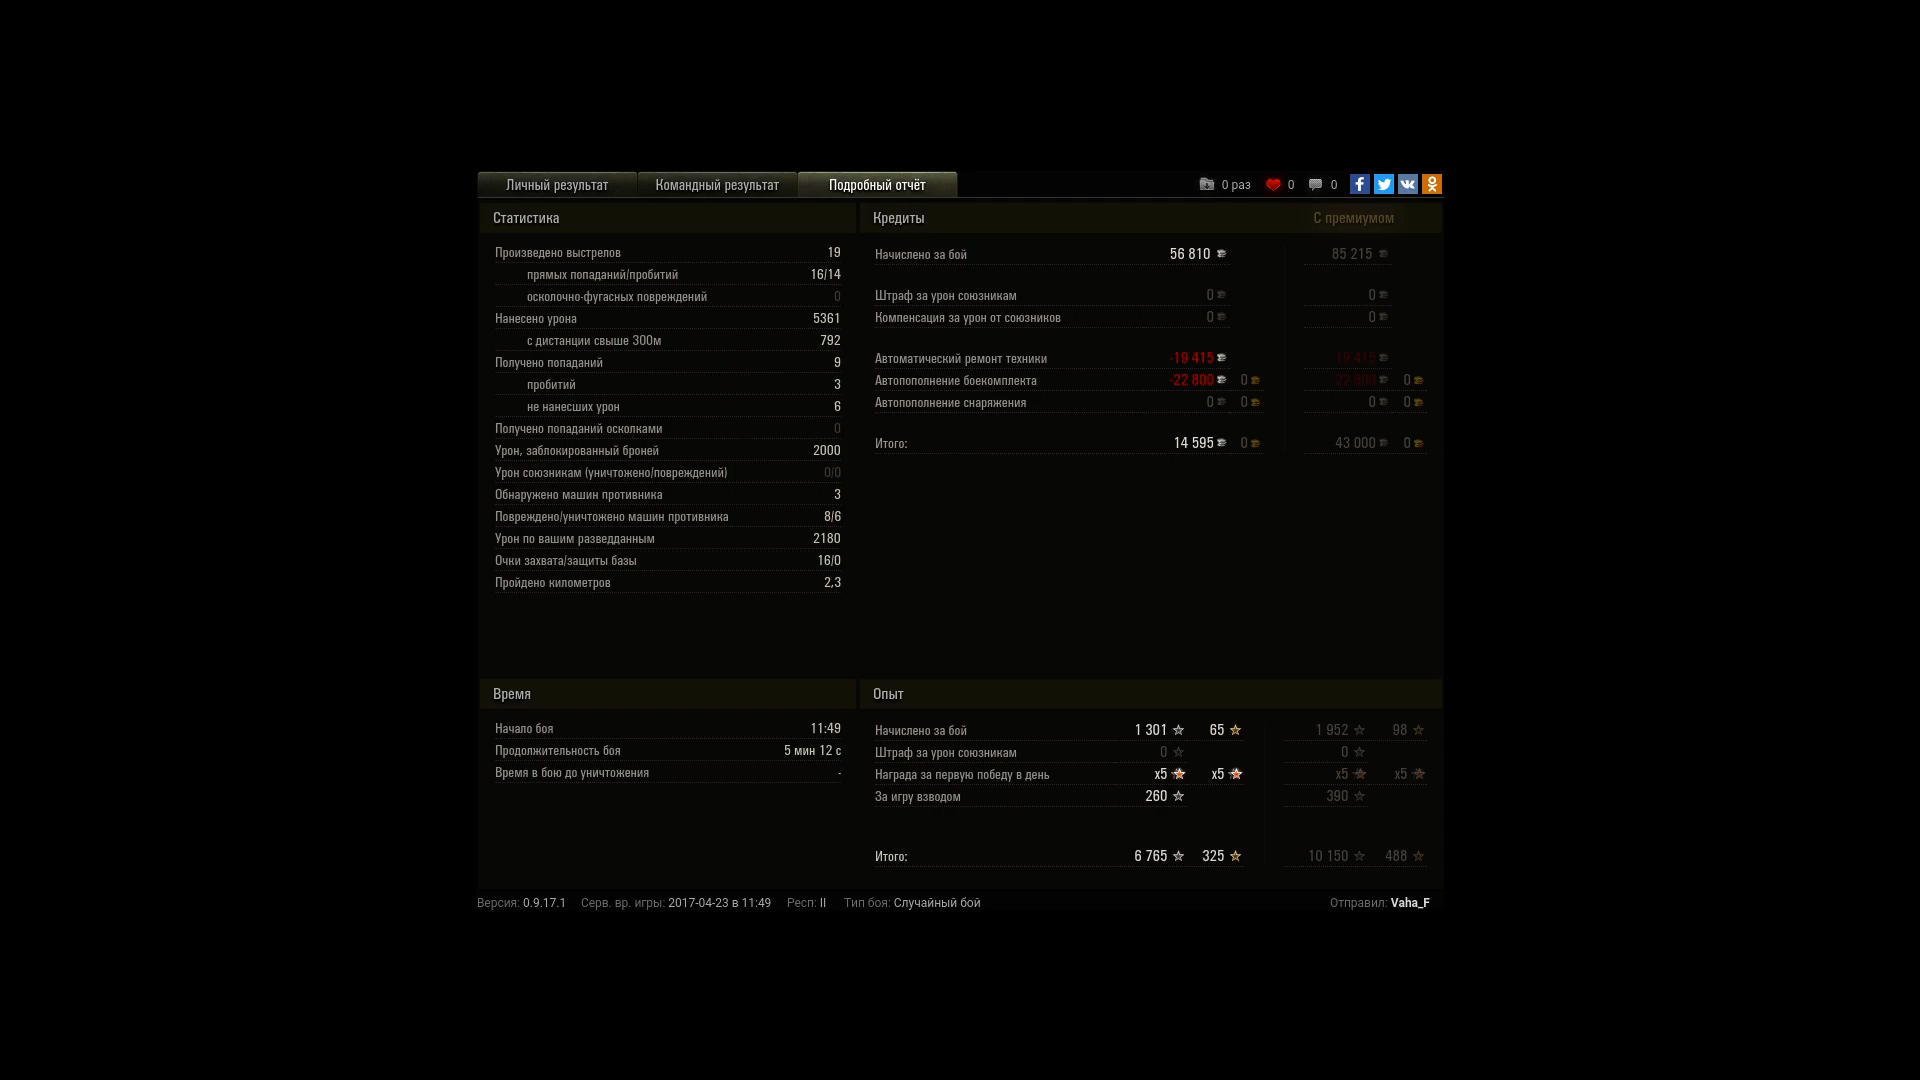 Личный результат Командный результат Подробный отчёт 0 раз 0 0
Статистика
Произведено выстрелов 19
прямых попаданий/пробитий 16/14
осколочно-фугасных повреждений 0
Нанесено урона 5361
с дистанции свыше 300м 792
Получено попаданий 9
пробитий 3
не нанесших урон 6
Получено попаданий осколками 0
Урон, заблокированный броней 2000
Урон союзникам (уничтожено/повреждений) 0/0
Обнаружено машин противника 3
Повреждено/уничтожено машин противника 8/6
Урон по вашим разведданным 2180
Очки захвата/защиты базы 16/0
Пройдено километров 2,3
Кредиты С премиумом
Начислено за бой 56 810 85 215
Штраф за урон союзникам 0 0
Компенсация за урон от союзников 0 0
Автоматический ремонт техники -19 415 -19 415
Автопополнение боекомплекта -22 800 0 -22 800 0
Автопополнение снаряжения 0 0 0 0
Итого: 14 595 0 43 000 0
Время
Начало боя 11:49
Продолжительность боя 5 мин 12 с
Время в бою до уничтожения -
Опыт
Начислено за бой 1 301 65 1 952 98
Штраф за урон союзникам 0 0
Награда за первую победу в день x5 x5 x5 x5
За игру взводом 260 390
Итого: 6 765 325 10 150 488
Версия: 0.9.17.1 Серв. вр. игры: 2017-04-23 в 11:49 Респ: II Тип боя: Случайный бой Отправил: Vaha_F